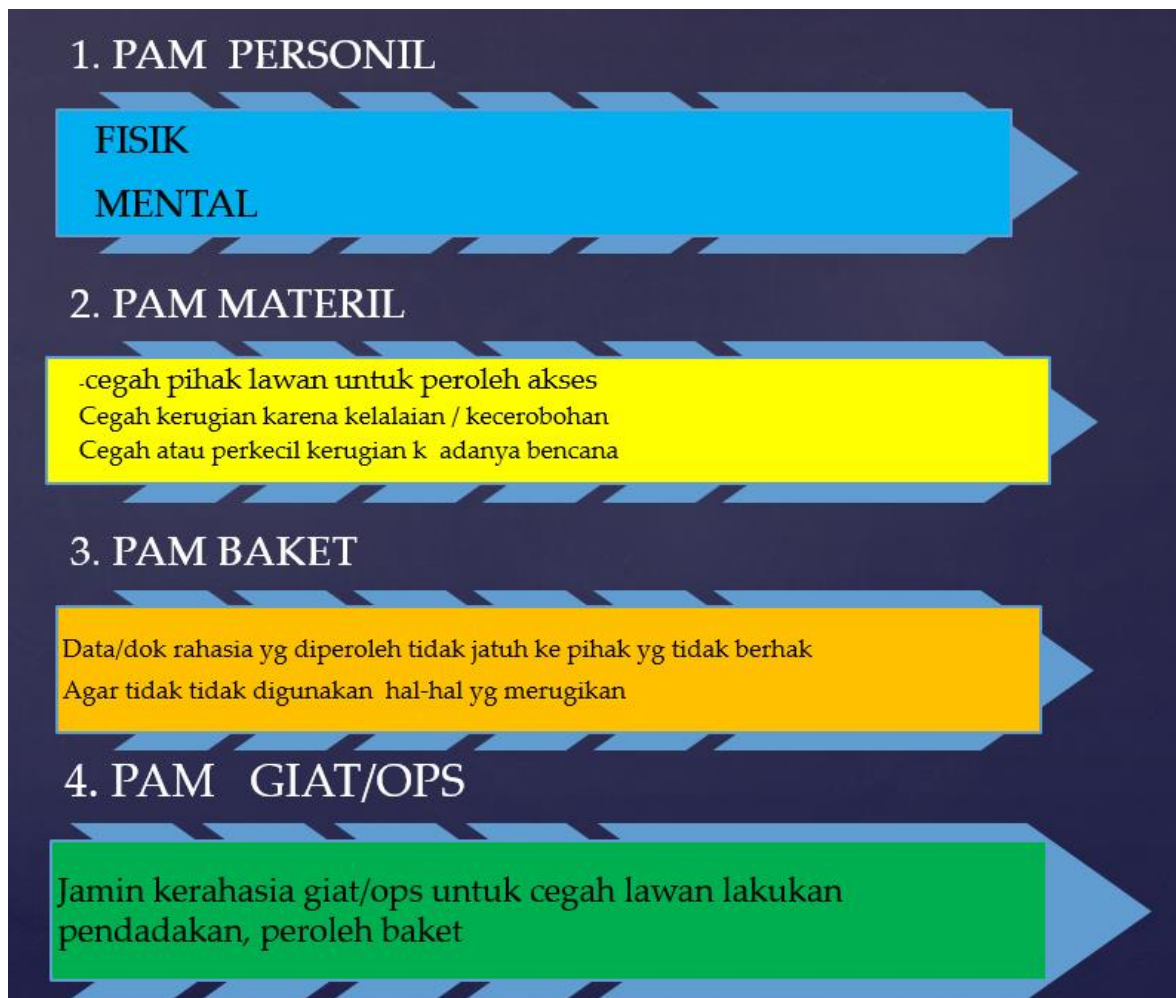 1. PAM PERSONIL
FISIK
MENTAL
2. PAM MATERIL
-cegah pihak lawan untuk peroleh akses
Cegah kerugian karena kelalaian / kecerobohan
Cegah atau perkecil kerugian k adanya bencana
3. PAM BAKET
Data/dok rahasia yg diperoleh tidak jatuh ke pihak yg tidak berhak
Agar tidak tidak digunakan hal-hal yg merugikan
4. PAM GIAT/OPS
Jamin kerahasia giat/ops untuk cegah lawan lakukan
pendadakan, peroleh baket